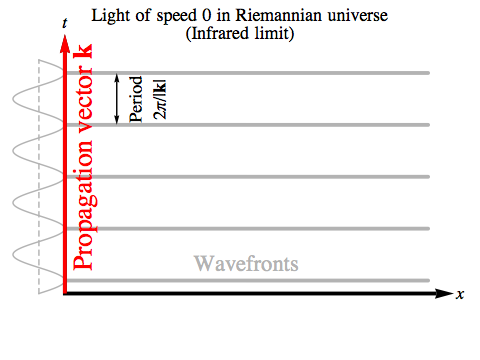 Light of speed 0 in Riemannian universe
(Infrared limit)
t
Propagation vector k
Period
2π/|k|
Wavefronts
x